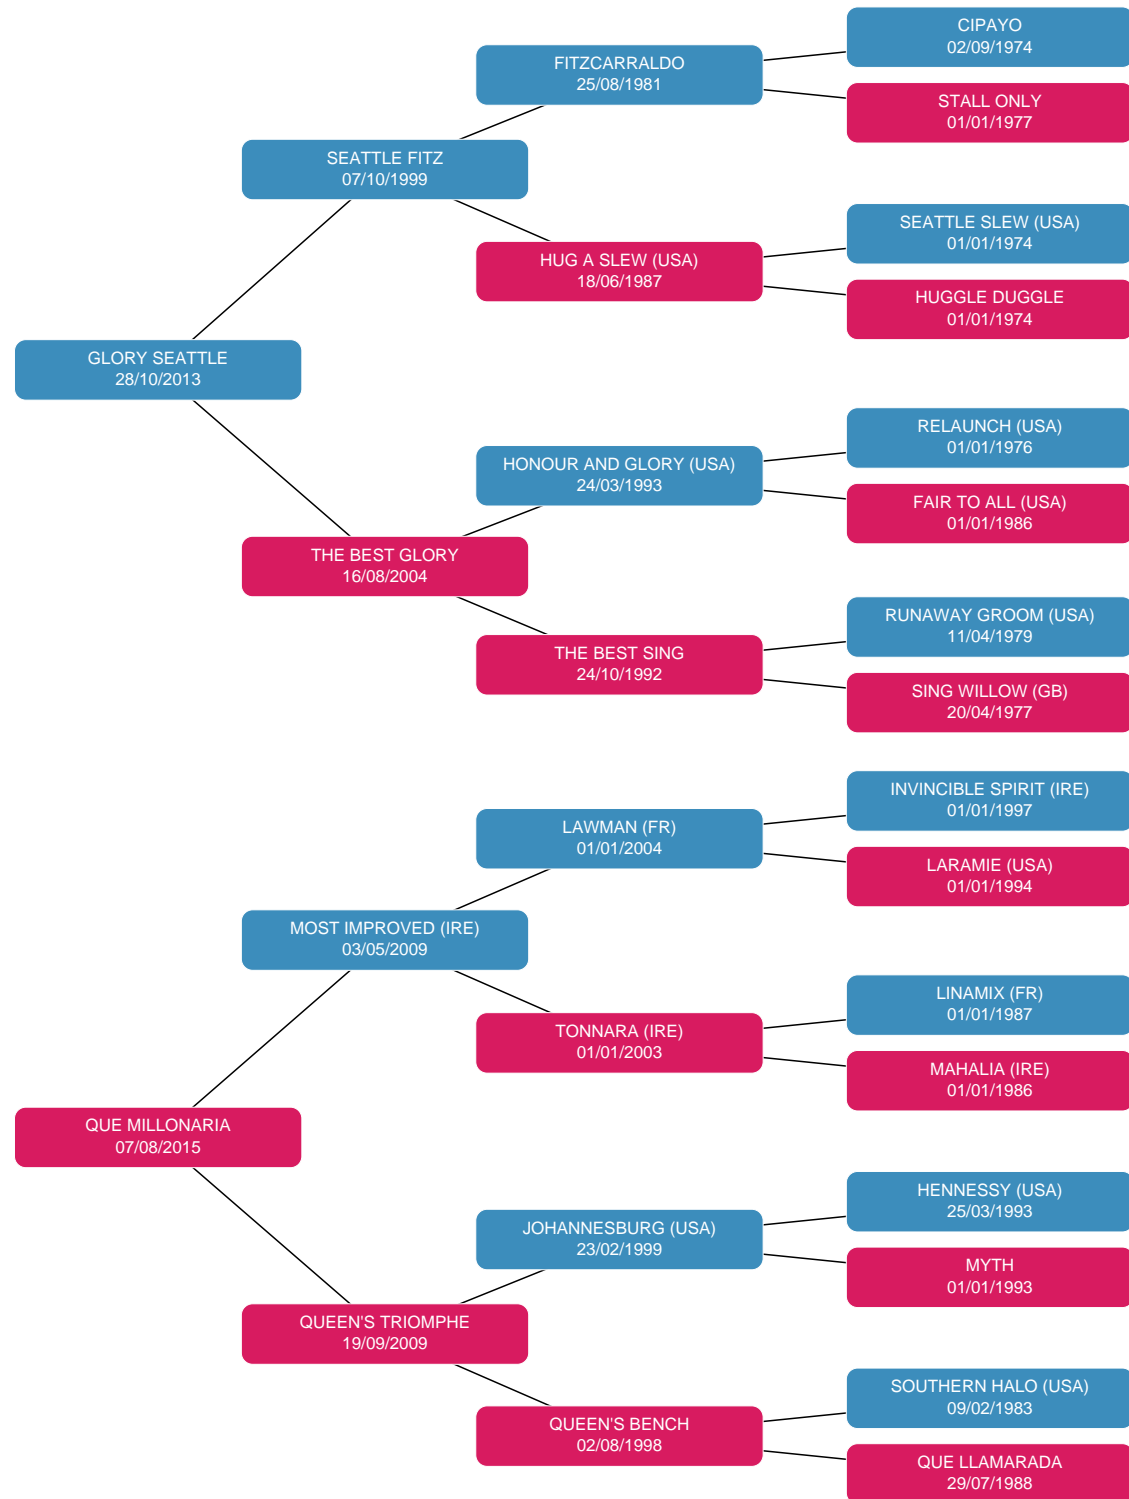 CIPAYO
02/09/1974
FITZCARRALDO
25/08/1981
STALL ONLY
01/01/1977
SEATTLE FITZ
07/10/1999
SEATTLE SLEW (USA)
01/01/1974
HUG A SLEW (USA)
18/06/1987
HUGGLE DUGGLE
01/01/1974
GLORY SEATTLE
28/10/2013
RELAUNCH (USA)
01/01/1976
HONOUR AND GLORY (USA)
24/03/1993
FAIR TO ALL (USA)
01/01/1986
THE BEST GLORY
16/08/2004
RUNAWAY GROOM (USA)
11/04/1979
THE BEST SING
24/10/1992
SING WILLOW (GB)
20/04/1977
INVINCIBLE SPIRIT (IRE)
01/01/1997
LAWMAN (FR)
01/01/2004
LARAMIE (USA)
01/01/1994
MOST IMPROVED (IRE)
03/05/2009
LINAMIX (FR)
01/01/1987
TONNARA (IRE)
01/01/2003
MAHALIA (IRE)
01/01/1986
QUE MILLONARIA
07/08/2015
HENNESSY (USA)
25/03/1993
JOHANNESBURG (USA)
23/02/1999
MYTH
01/01/1993
QUEEN'S TRIOMPHE
19/09/2009
SOUTHERN HALO (USA)
09/02/1983
QUEEN'S BENCH
02/08/1998
QUE LLAMARADA
29/07/1988